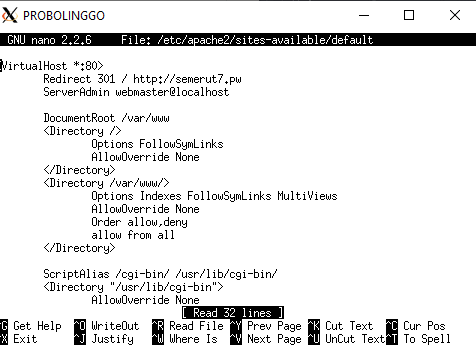 PROBOLINGGO
GNU nano 2.2.6 File: /etc/apache2/sites-available/default
VirtualHost *:80>
Redirect 301 / http://semerut7.pw
ServerAdmin webmaster@localhost
DocumentRoot /var/www
<Directory />
Options FollowSymLinks
AllowOverride None
</Directory>
<Directory /var/www/>
Options Indexes FollowSymLinks MultiViews
AllowOverride None
Order allow,deny
allow from all
</Directory>
ScriptAlias /cgi-bin/ /usr/lib/cgi-bin/
<Directory "/usr/lib/cgi-bin">
AllowOverride None
[ Read 32 lines ]
^G Get Help ^O WriteOut ^R Read File ^Y Prev Page ^K Cut Text ^C Cur Pos
^X Exit ^J Justify ^W Where Is ^V Next Page ^U UnCut Text ^T To Spell